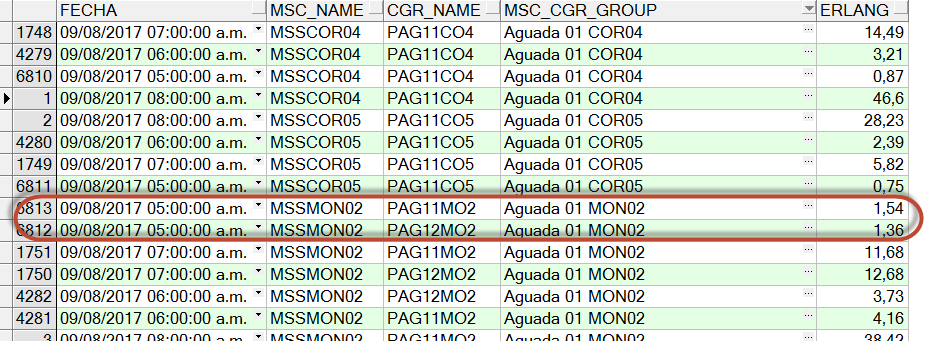 FECHA MSC_NAME CGR_NAME MSC_CGR_GROUP ERLANG
1748 09/08/2017 07:00:00 a.m. MSSCOR04 PAG11CO4 Aguada 01 COR04 ... 14,49
4279 09/08/2017 06:00:00 a.m. MSSCOR04 PAG11CO4 Aguada 01 COR04 ... 3,21
6810 09/08/2017 05:00:00 a.m. MSSCOR04 PAG11CO4 Aguada 01 COR04 ... 0,87
1 09/08/2017 08:00:00 a.m. MSSCOR04 PAG11CO4 Aguada 01 COR04 ... 46,6
2 09/08/2017 08:00:00 a.m. MSSCOR05 PAG11CO5 Aguada 01 COR05 ... 28,23
4280 09/08/2017 06:00:00 a.m. MSSCOR05 PAG11CO5 Aguada 01 COR05 ... 2,39
1749 09/08/2017 07:00:00 a.m. MSSCOR05 PAG11CO5 Aguada 01 COR05 ... 5,82
6811 09/08/2017 05:00:00 a.m. MSSCOR05 PAG11CO5 Aguada 01 COR05 ... 0,75
6813 09/08/2017 05:00:00 a.m. MSSMON02 PAG11MO2 Aguada 01 MON02 ... 1,54
6812 09/08/2017 05:00:00 a.m. MSSMON02 PAG12MO2 Aguada 01 MON02 ... 1,36
1751 09/08/2017 07:00:00 a.m. MSSMON02 PAG11MO2 Aguada 01 MON02 ... 11,68
1750 09/08/2017 07:00:00 a.m. MSSMON02 PAG12MO2 Aguada 01 MON02 ... 12,68
4282 09/08/2017 06:00:00 a.m. MSSMON02 PAG12MO2 Aguada 01 MON02 ... 3,73
4281 09/08/2017 06:00:00 a.m. MSSMON02 PAG11MO2 Aguada 01 MON02 ... 4,16
3 09/08/2017 08:00:00 a.m. MSSMON02 PAG11MO2 Aguada 01 MON02 ... 38,42